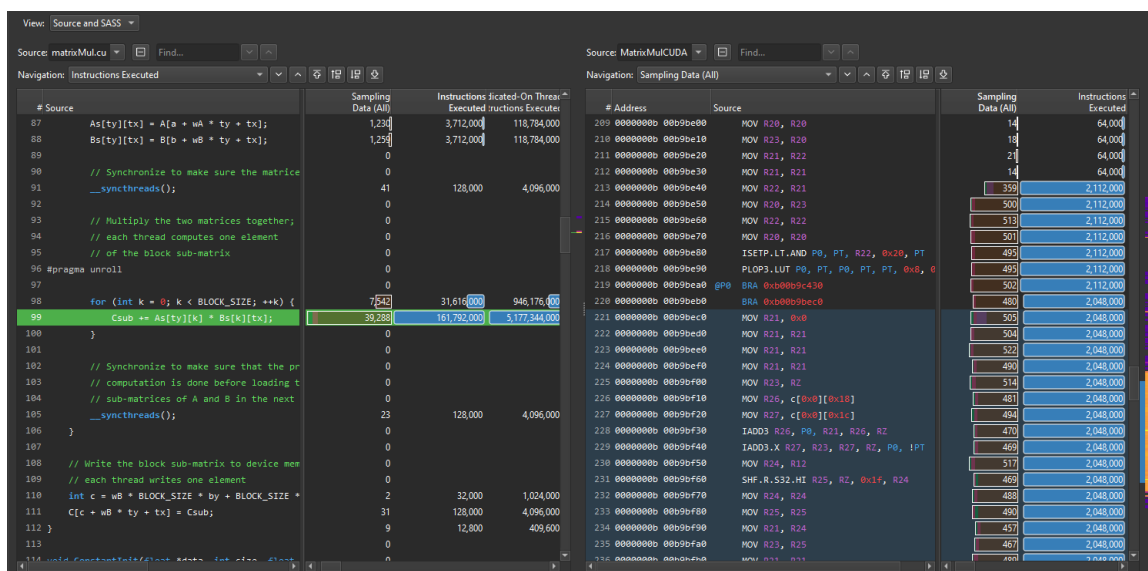 View: Source and SASS
Source: matrixMul.cu Find...
Navigation: Instructions Executed
# Source Sampling Data (All) Instructions Executed
87 As[ty][tx] = A[a + wA * ty + tx]; 1,230 3,712,000 118,784,000
88 Bs[ty][tx] = B[b + wB * ty + tx]; 1,259 3,712,000 118,784,000
89 0
90 // Synchronize to make sure the matrice 0
91 __syncthreads(); 41 128,000 4,096,000
92 0
93 // Multiply the two matrices together; 0
94 // each thread computes one element 0
95 // of the block sub-matrix 0
96 #pragma unroll 0
97 0
98 for (int k = 0; k < BLOCK_SIZE; ++k) { 7,542 31,616,000 946,176,000
99 Csub += As[ty][k] * Bs[k][tx]; 39,288 161,792,000 5,177,344,000
100 } 0
101 0
102 // Synchronize to make sure that the pr 0
103 // computation is done before loading t 0
104 // sub-matrices of A and B in the next 0
105 __syncthreads(); 23 128,000 4,096,000
106 } 0
107 0
108 // Write the block sub-matrix to device mem 0
109 // each thread writes one element 0
110 int c = wB * BLOCK_SIZE * by + BLOCK_SIZE * 2 32,000 1,024,000
111 C[c + wB * ty + tx] = Csub; 31 128,000 4,096,000
112 } 9 12,800 409,600
113 0
Source: MatrixMulCUDA Find...
Navigation: Sampling Data (All)
# Address Source Sampling Data (All) Instructions Executed
209 0000000b 00b9be00 MOV R20, R20 14 64,000
210 0000000b 00b9be10 MOV R23, R20 18 64,000
211 0000000b 00b9be20 MOV R21, R22 21 64,000
212 0000000b 00b9be30 MOV R21, R21 14 64,000
213 0000000b 00b9be40 MOV R22, R21 359 2,112,000
214 0000000b 00b9be50 MOV R20, R23 500 2,112,000
215 0000000b 00b9be60 MOV R22, R22 513 2,112,000
216 0000000b 00b9be70 MOV R20, R20 501 2,112,000
217 0000000b 00b9be80 ISETP.LT.AND P0, PT, R22, 0x20, PT 495 2,112,000
218 0000000b 00b9be90 PLOP3.LUT P0, PT, P0, PT, PT, 0x8, 495 2,112,000
219 0000000b 00b9bea0 @P0 BRA 0xb00b9c430 502 2,112,000
220 0000000b 00b9beb0 BRA 0xb00b9bec0 480 2,048,000
221 0000000b 00b9bec0 MOV R21, 0x0 505 2,048,000
222 0000000b 00b9bed0 MOV R21, R21 504 2,048,000
223 0000000b 00b9bee0 MOV R21, R21 522 2,048,000
224 0000000b 00b9bef0 MOV R21, R21 490 2,048,000
225 0000000b 00b9bf00 MOV R23, RZ 514 2,048,000
226 0000000b 00b9bf10 MOV R26, c[0x0][0x18] 481 2,048,000
227 0000000b 00b9bf20 MOV R27, c[0x0][0x1c] 494 2,048,000
228 0000000b 00b9bf30 IADD3 R26, P0, R21, R26, RZ 470 2,048,000
229 0000000b 00b9bf40 IADD3.X R27, R23, R27, RZ, P0, !PT 469 2,048,000
230 0000000b 00b9bf50 MOV R24, R12 517 2,048,000
231 0000000b 00b9bf60 SHF.R.S32.HI R25, RZ, 0x1f, R24 469 2,048,000
232 0000000b 00b9bf70 MOV R24, R24 488 2,048,000
233 0000000b 00b9bf80 MOV R25, R25 490 2,048,000
234 0000000b 00b9bf90 MOV R21, R24 457 2,048,000
235 0000000b 00b9bfa0 MOV R23, R25 467 2,048,000